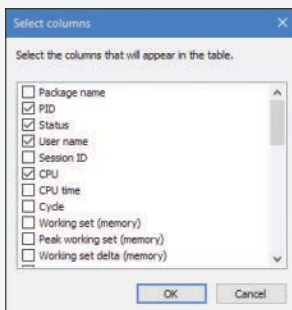 Select columns
Select the columns that will appear in the table.
Package name
PID
Status
User name
Session ID
CPU
CPU time
Cycle
Working set (memory)
Peak working set (memory)
Working set delta (memory)
OK Cancel